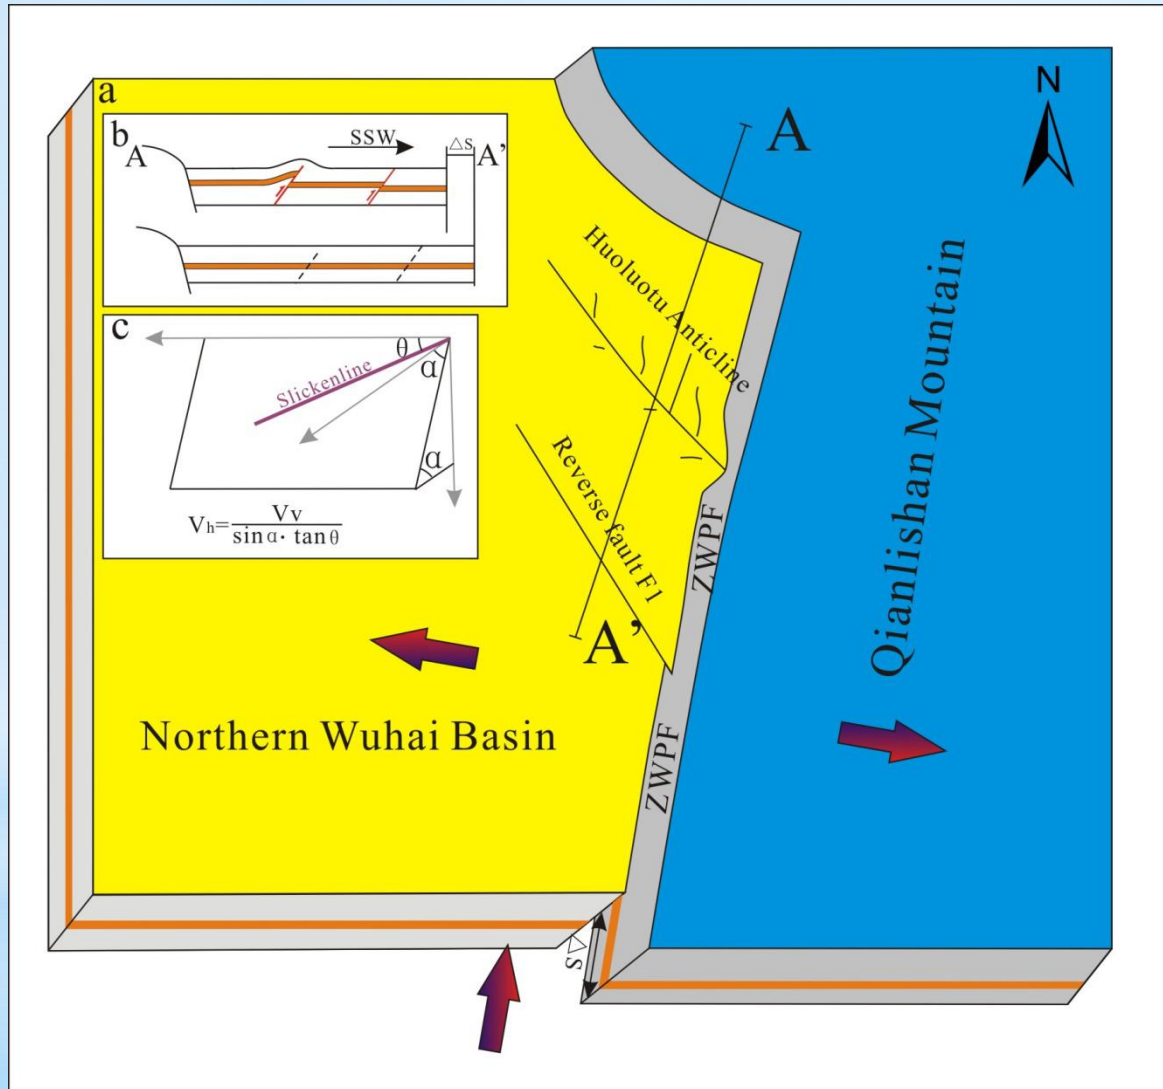 a
N
b
A
SSW
△s
A’
A
c
θ
α
Slickenline
α
Vh=Vv/sinα·tanθ
Huoluotu Anticline
Reverse fault F1
A’
ZWPF
ZWPF
Qianlishan Mountain
Northern Wuhai Basin
△s